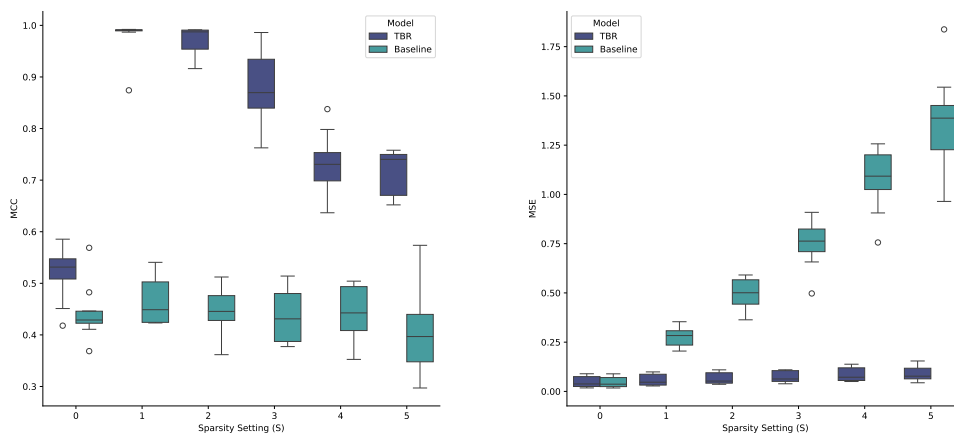 1.0
0.9
0.8
0.7
0.6
0.5
0.4
0.3
MCC
0
1
2
3
4
5
Sparsity Setting (S)
Model
TBR
Baseline
1.75
1.50
1.25
1.00
0.75
0.50
0.25
0.00
MSE
0
1
2
3
4
5
Sparsity Setting (S)
Model
TBR
Baseline